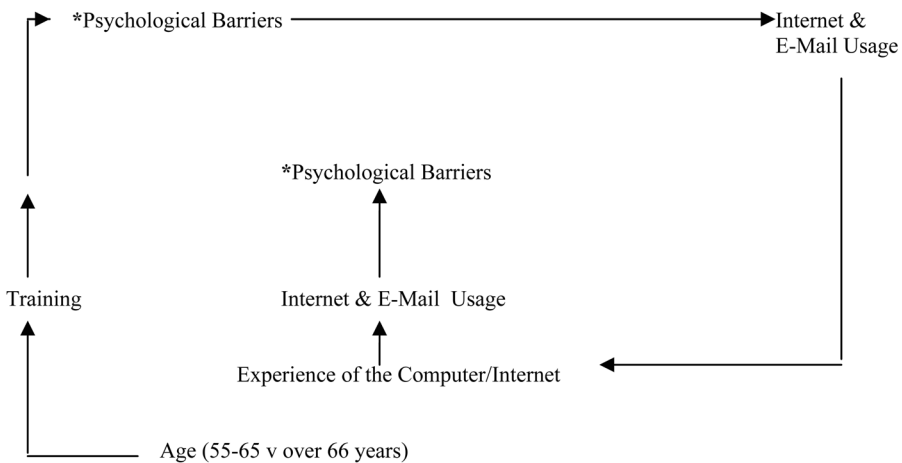 *Psychological Barriers
Internet &
E-Mail Usage
*Psychological Barriers
Training
Internet & E-Mail  Usage
Experience of the Computer/Internet
Age (55-65 v over 66 years)